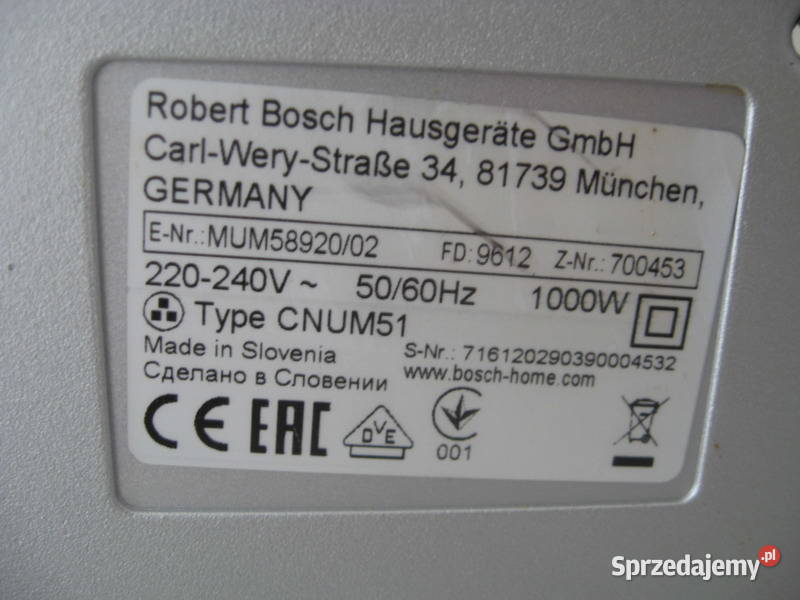 Robert Bosch Hausgeräte GmbH
Carl-Wery-Straße 34, 81739 München,
GERMANY
E-Nr.:MUM58920/02 FD:9612 Z-Nr.:700453
220-240V ~ 50/60Hz 1000W
Type CNUM51
Made in Slovenia S-Nr.: 716120290390004532
Сделано в Словении www.bosch-home.com
CE EAC DVE 001
Sprzedajemy.pl